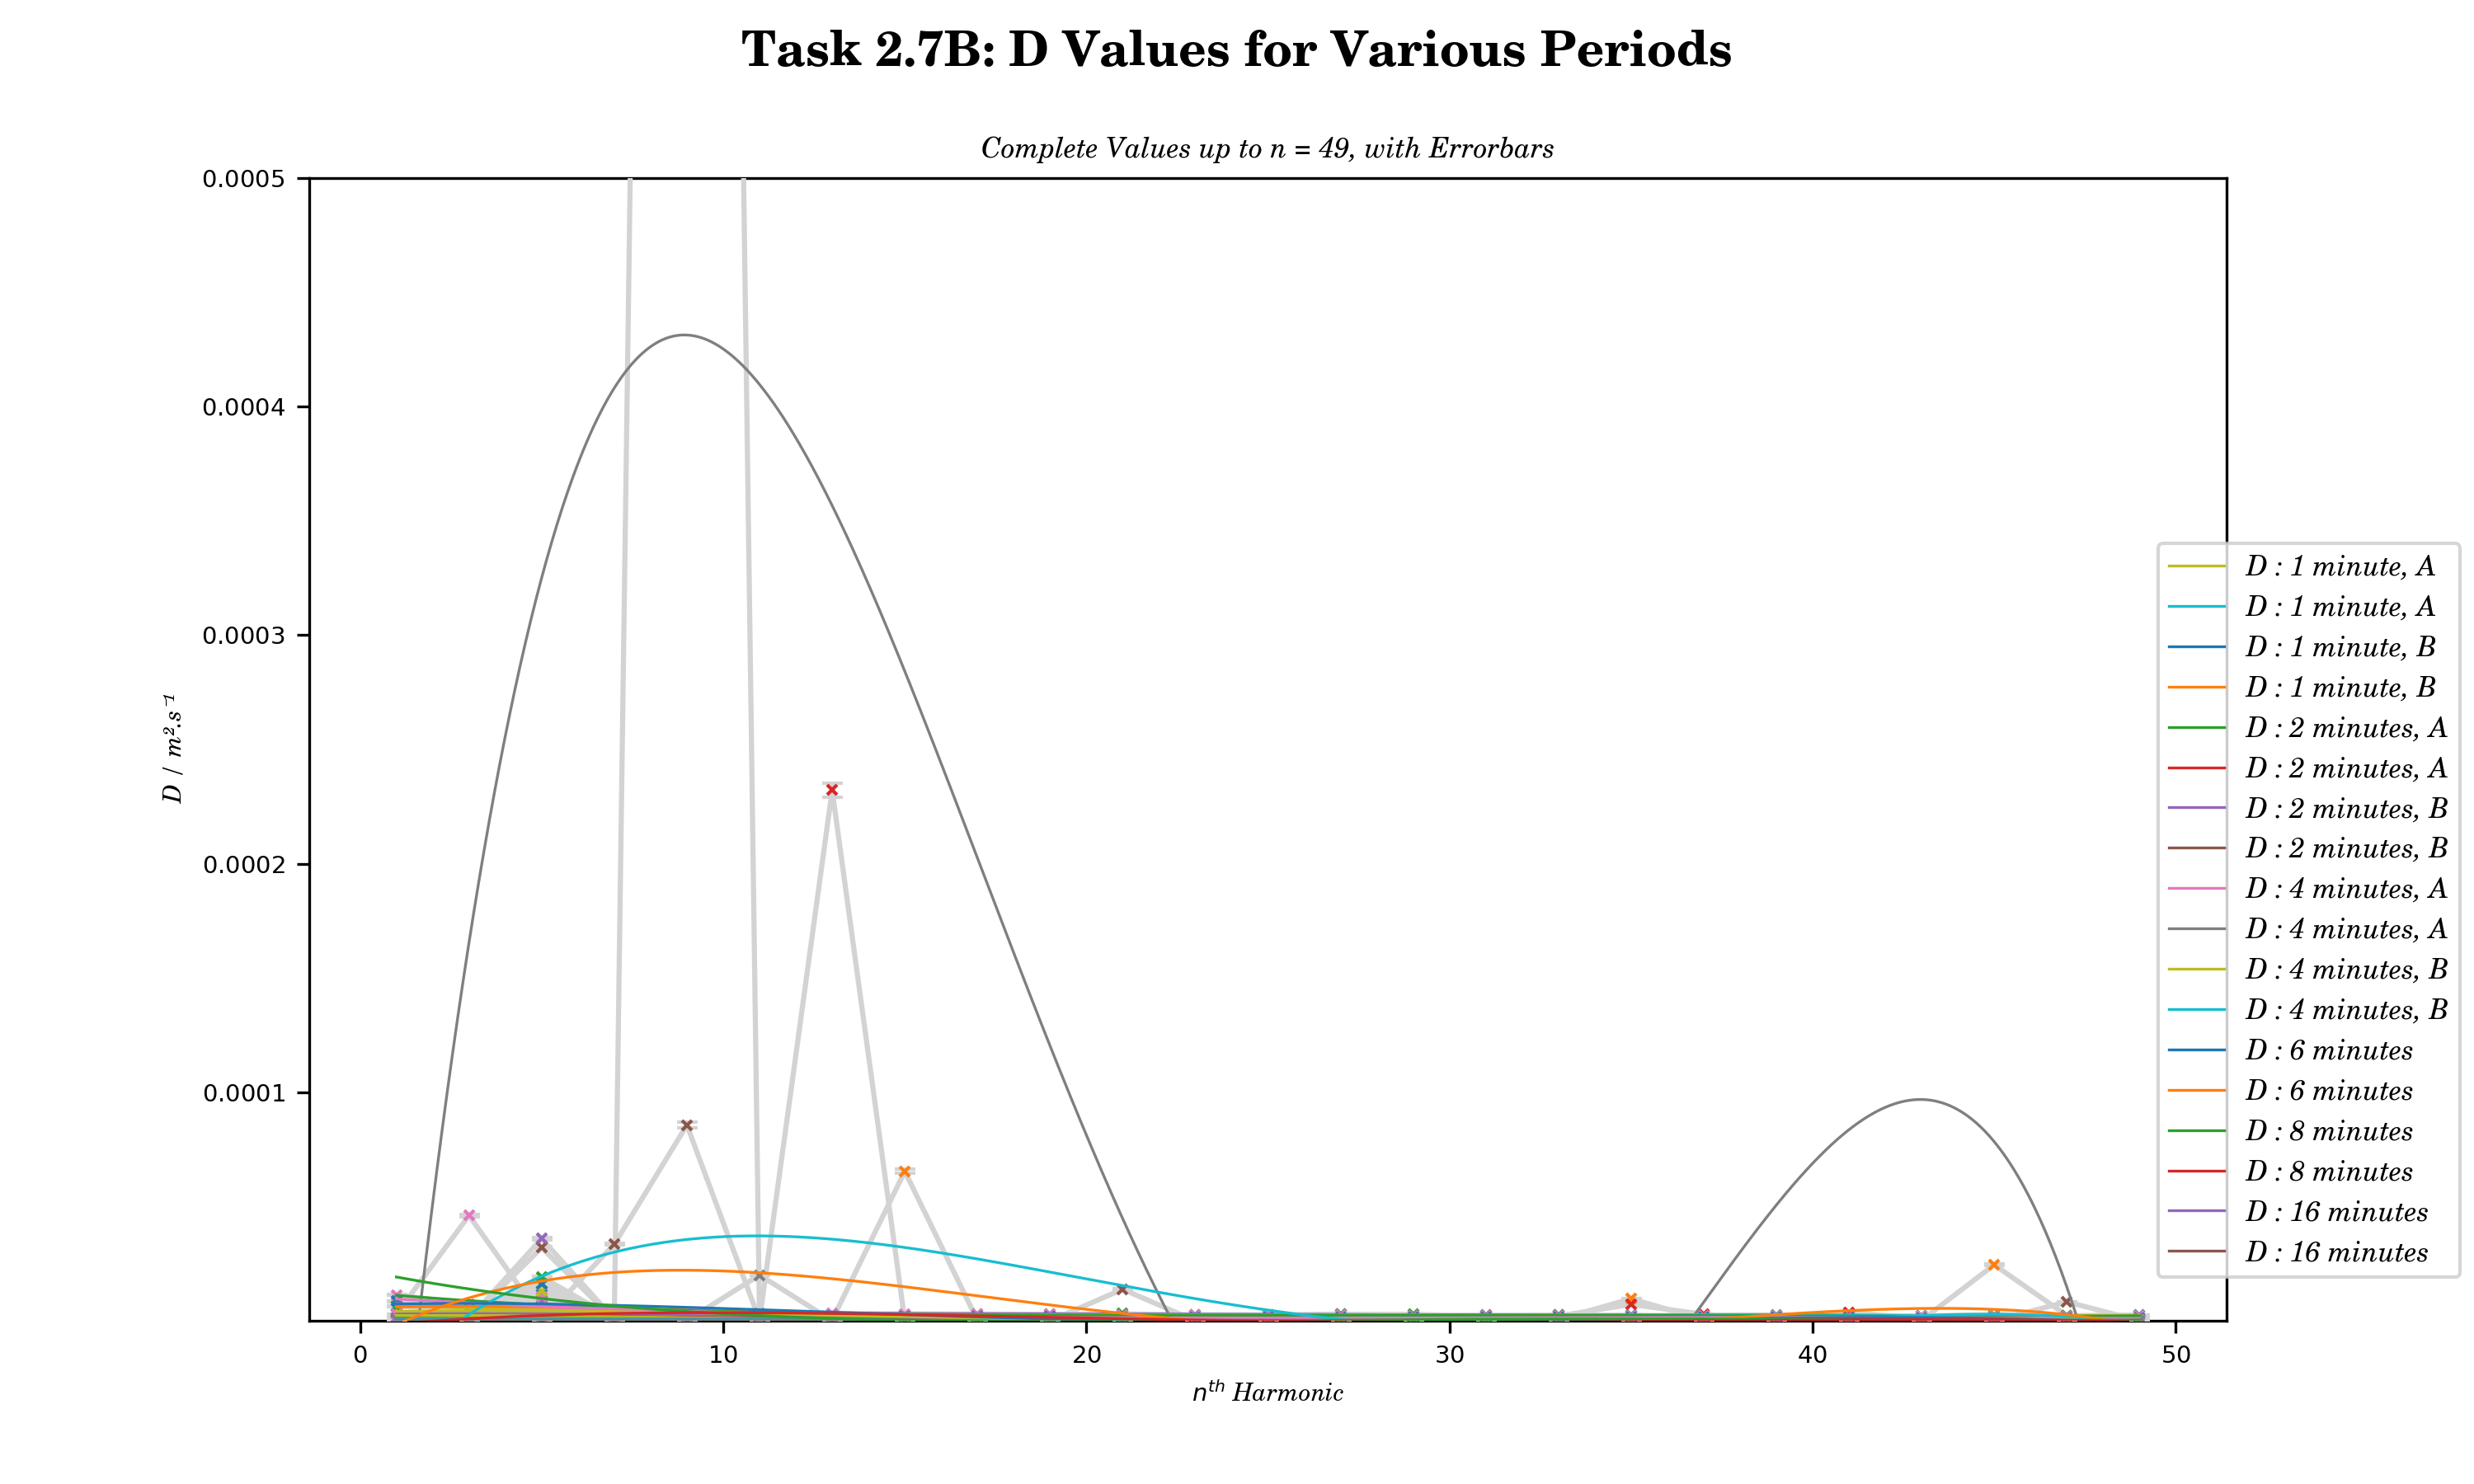 Task 2.7B: D Values for Various Periods
Complete Values up to n = 49, with Errorbars
0.0005
0.0004
0.0003
0.0002
0.0001
D / m².s⁻¹
0 10 20 30 40 50
nᵗʰ Harmonic
D : 1 minute, A
D : 1 minute, A
D : 1 minute, B
D : 1 minute, B
D : 2 minutes, A
D : 2 minutes, A
D : 2 minutes, B
D : 2 minutes, B
D : 4 minutes, A
D : 4 minutes, A
D : 4 minutes, B
D : 4 minutes, B
D : 6 minutes
D : 6 minutes
D : 8 minutes
D : 8 minutes
D : 16 minutes
D : 16 minutes